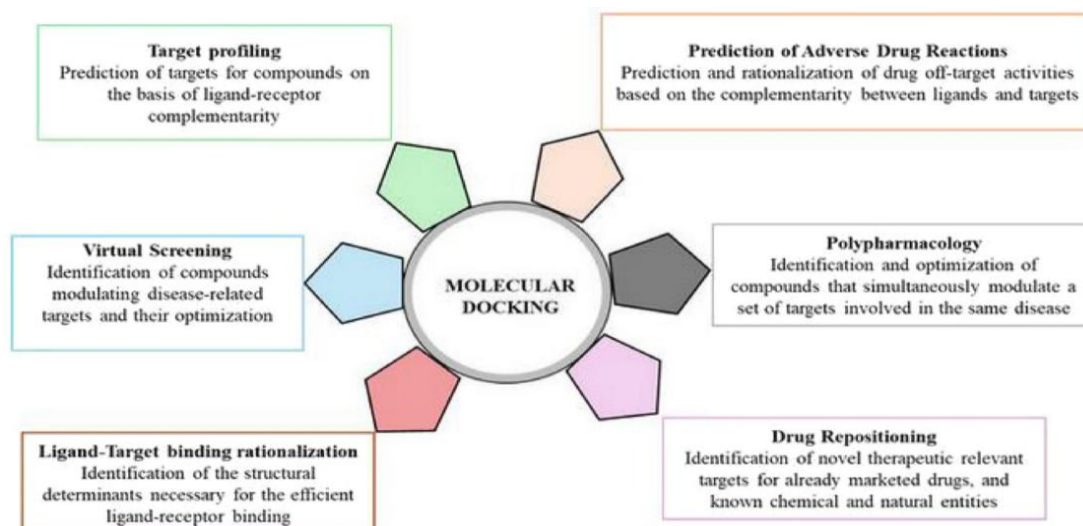 Target profiling
Prediction of targets for compounds on
the basis of ligand-receptor
complementarity
Prediction of Adverse Drug Reactions
Prediction and rationalization of drug off-target activities
based on the complementarity between ligands and targets
Virtual Screening
Identification of compounds
modulating disease-related
targets and their optimization
MOLECULAR
DOCKING
Polypharmacology
Identification and optimization of
compounds that simultaneously modulate a
set of targets involved in the same disease
Ligand-Target binding rationalization
Identification of the structural
determinants necessary for the efficient
ligand-receptor binding
Drug Repositioning
Identification of novel therapeutic relevant
targets for already marketed drugs, and
known chemical and natural entities